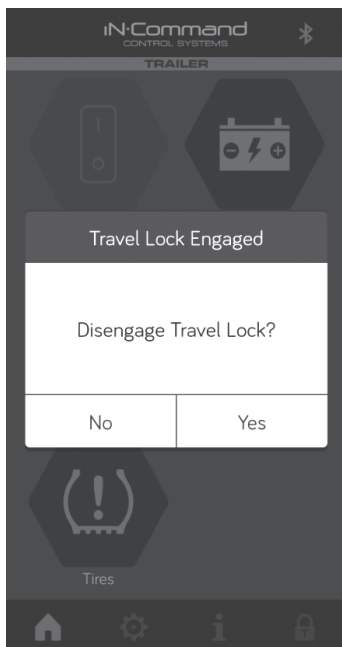 iN·Command
CONTROL SYSTEMS
TRAILER
Travel Lock Engaged
Disengage Travel Lock?
No
Yes
Tires